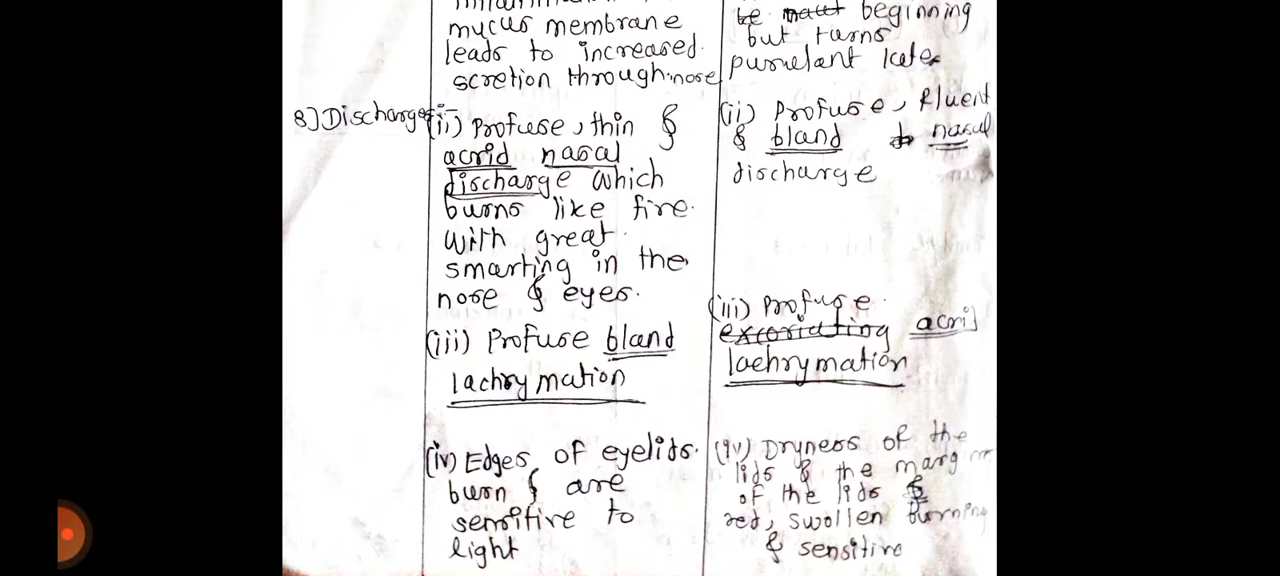 mucus membrane
leads to increased
scretion through nose
8) Discharge
(ii) Profuse, thin &
acrid nasal
discharge which
burns like fire
with great
smarting in the
nose & eyes.
(iii) Profuse bland
lachrymation
(iv) Edges of eyelids
burn & are
sensitive to
light
be beginning
but turns
purulant late
(ii) Profuse, fluent
& bland nasal
discharge
(iii) Profuse
excoriating acrid
lachrymation
(iv) Dryness of the
lids & the margin
of the lids
red, swollen burning
& sensitive